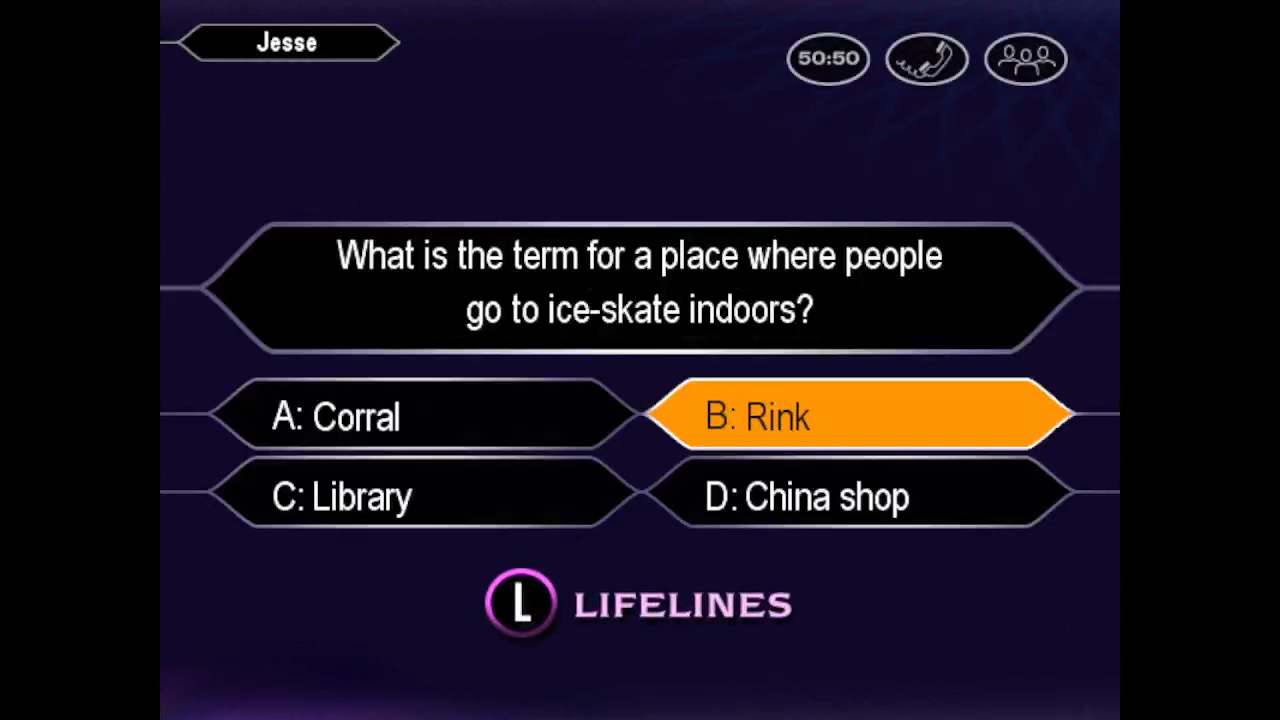 Jesse
50:50
What is the term for a place where people
go to ice-skate indoors?
A: Corral
B: Rink
C: Library
D: China shop
L LIFELINES